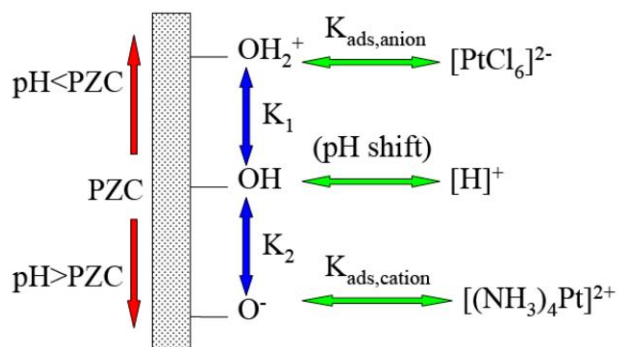 OH₂⁺
K_ads,anion
[PtCl₆]²⁻
pH<PZC
K₁
(pH shift)
PZC
OH
[H]⁺
K₂
pH>PZC
K_ads,cation
O⁻
[(NH₃)₄Pt]²⁺